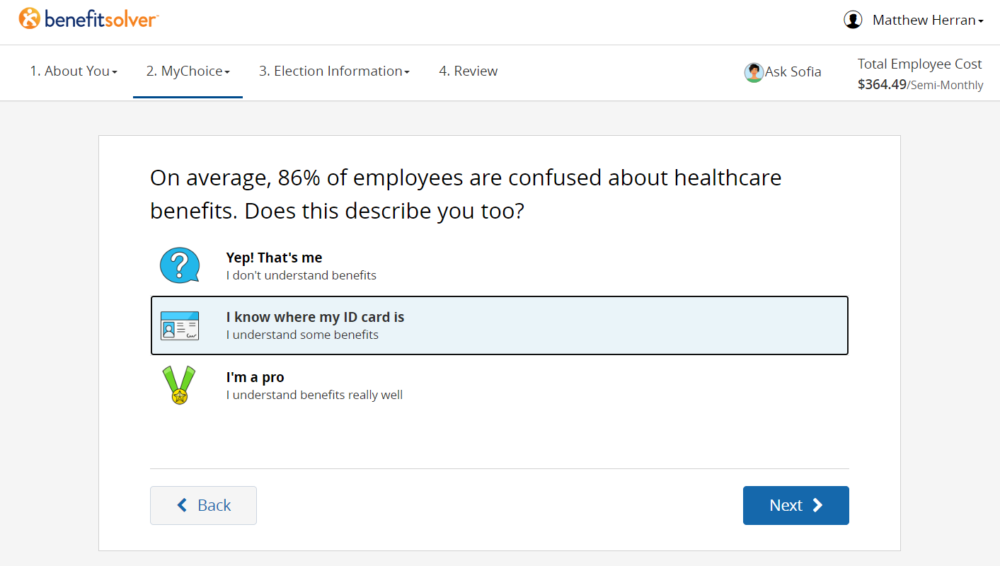 benefitsolver
Matthew Herran
1. About You
2. MyChoice
3. Election Information
4. Review
Ask Sofia
Total Employee Cost
$364.49/Semi-Monthly
On average, 86% of employees are confused about healthcare
benefits. Does this describe you too?
Yep! That's me
I don't understand benefits
I know where my ID card is
I understand some benefits
I'm a pro
I understand benefits really well
Back
Next